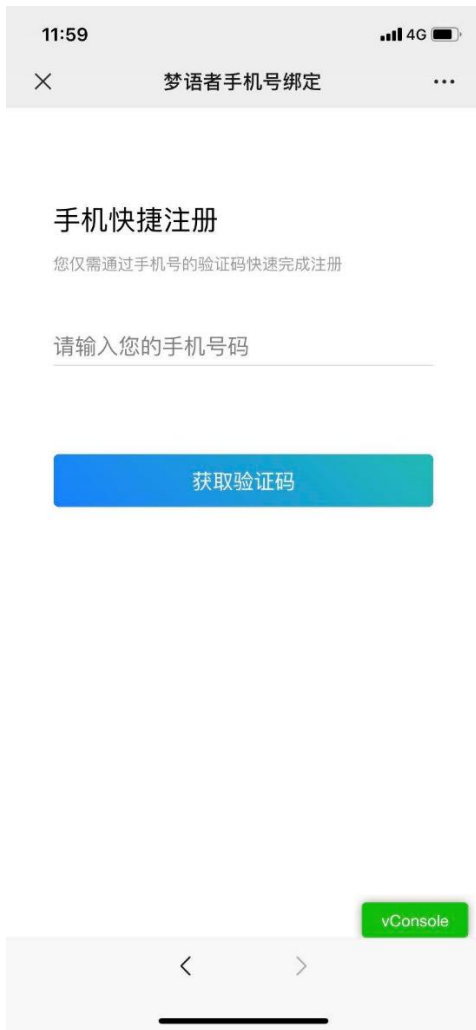 11:59
4G
梦语者手机号绑定
手机快捷注册
您仅需通过手机号的验证码快速完成注册
请输入您的手机号码
获取验证码
vConsole